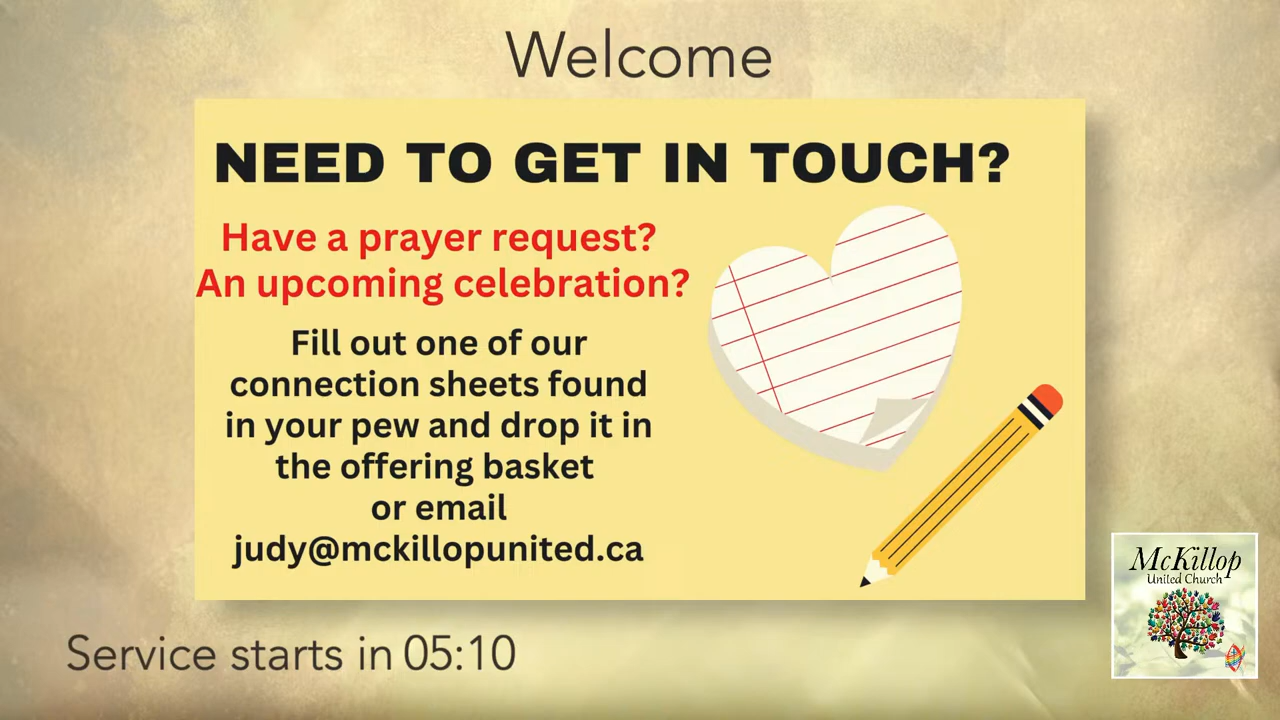 Welcome
NEED TO GET IN TOUCH?
Have a prayer request?
An upcoming celebration?
Fill out one of our
connection sheets found
in your pew and drop it in
the offering basket
or email
judy@mckillopunited.ca
Service starts in 05:10
McKillop
United Church